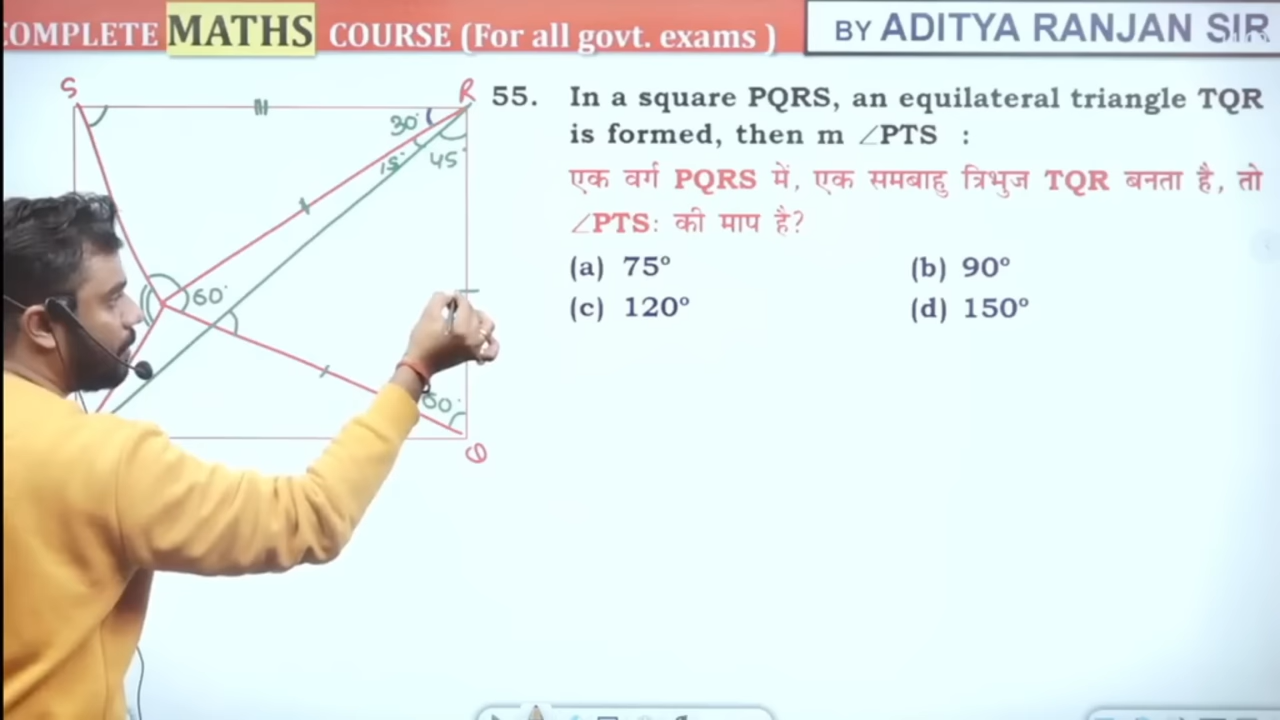 COMPLETE MATHS COURSE (For all govt. exams )
BY ADITYA RANJAN SIR
S
R
30°
15°
45°
60°
60°
Q
55. In a square PQRS, an equilateral triangle TQR
is formed, then m ∠PTS :
एक वर्ग PQRS में, एक समबाहु त्रिभुज TQR बनता है, तो
∠PTS: की माप है?
(a) 75° (b) 90°
(c) 120° (d) 150°